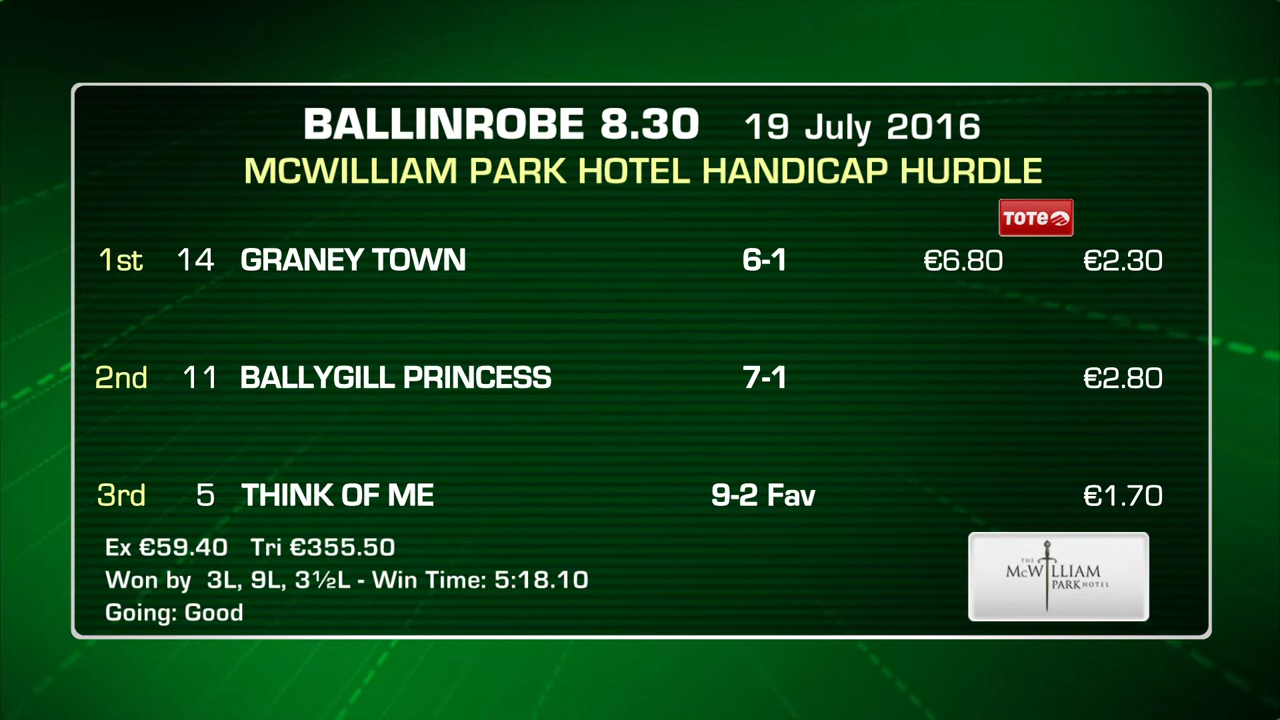 BALLINROBE 8.30 19 July 2016
MCWILLIAM PARK HOTEL HANDICAP HURDLE
TOTE
1st 14 GRANEY TOWN 6-1 €6.80 €2.30
2nd 11 BALLYGILL PRINCESS 7-1 €2.80
3rd 5 THINK OF ME 9-2 Fav €1.70
Ex €59.40 Tri €355.50
Won by 3L, 9L, 3½L - Win Time: 5:18.10
Going: Good
THE
McWILLIAM
PARK HOTEL